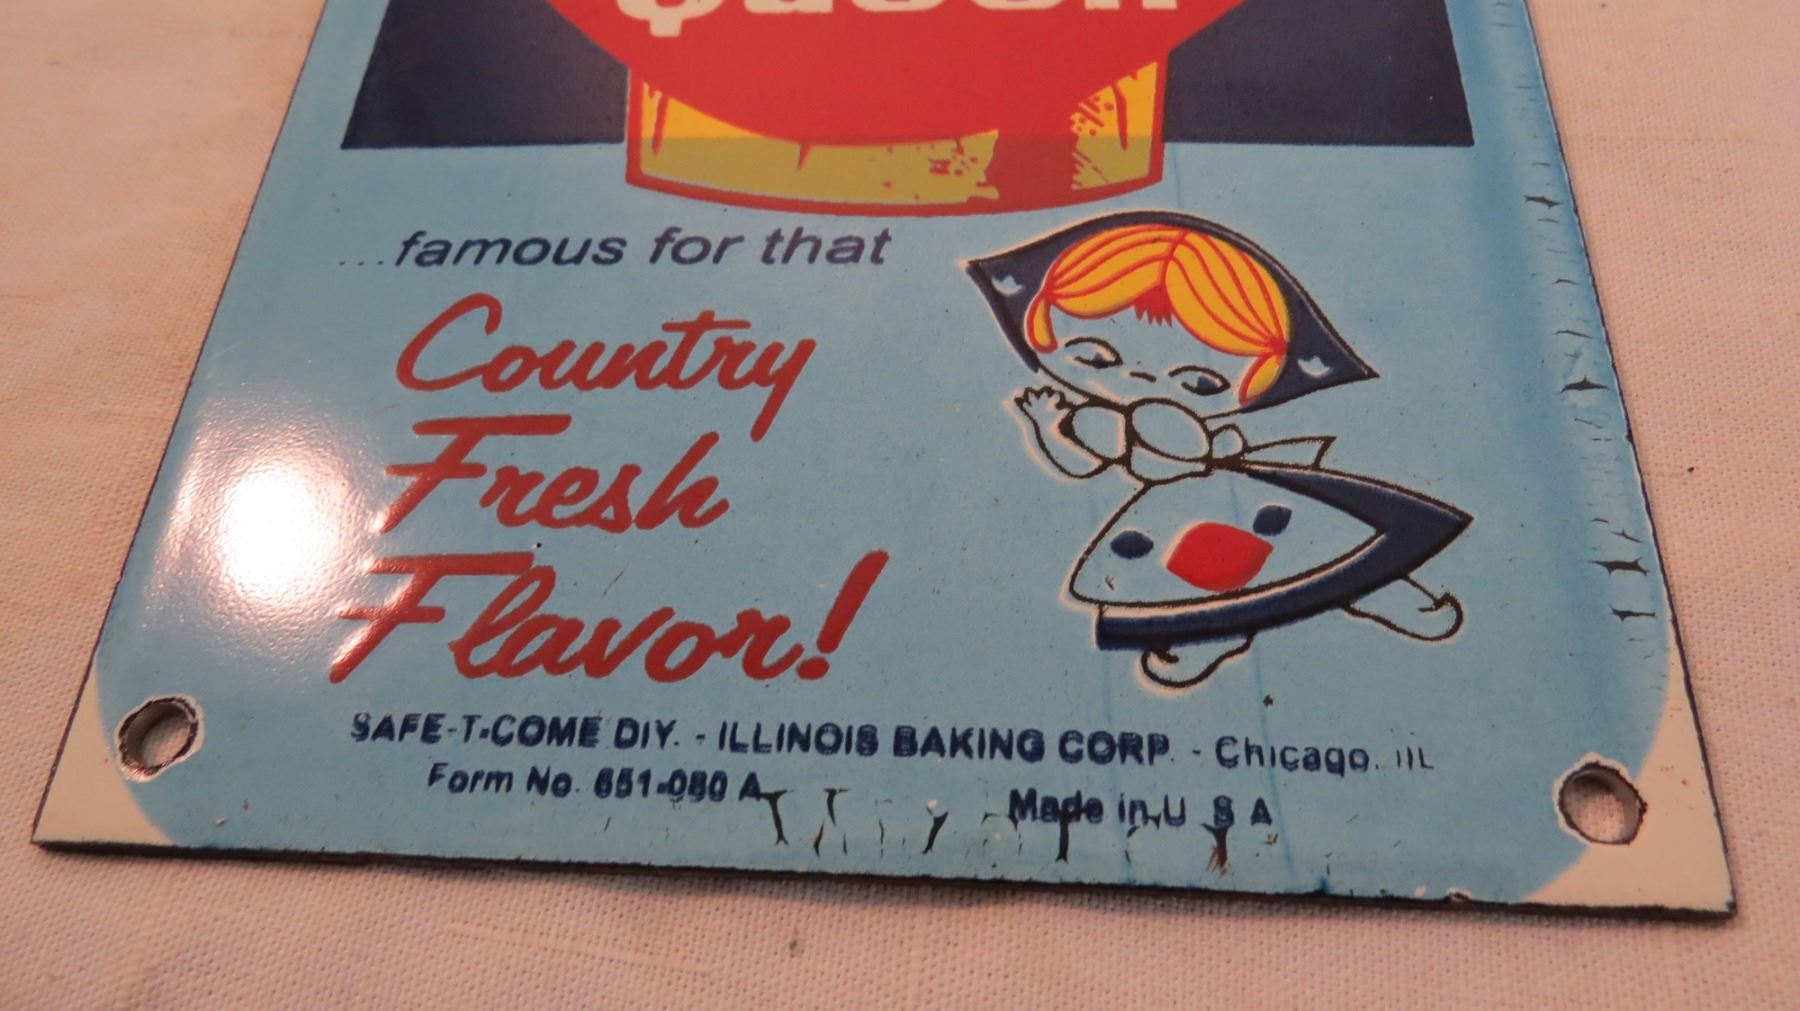 Queen
...famous for that
Country
Fresh
Flavor!
SAFE-T-COME DIY. - ILLINOIS BAKING CORP. - Chicago, ILL
Form No. 651-080 A
Made in U S A